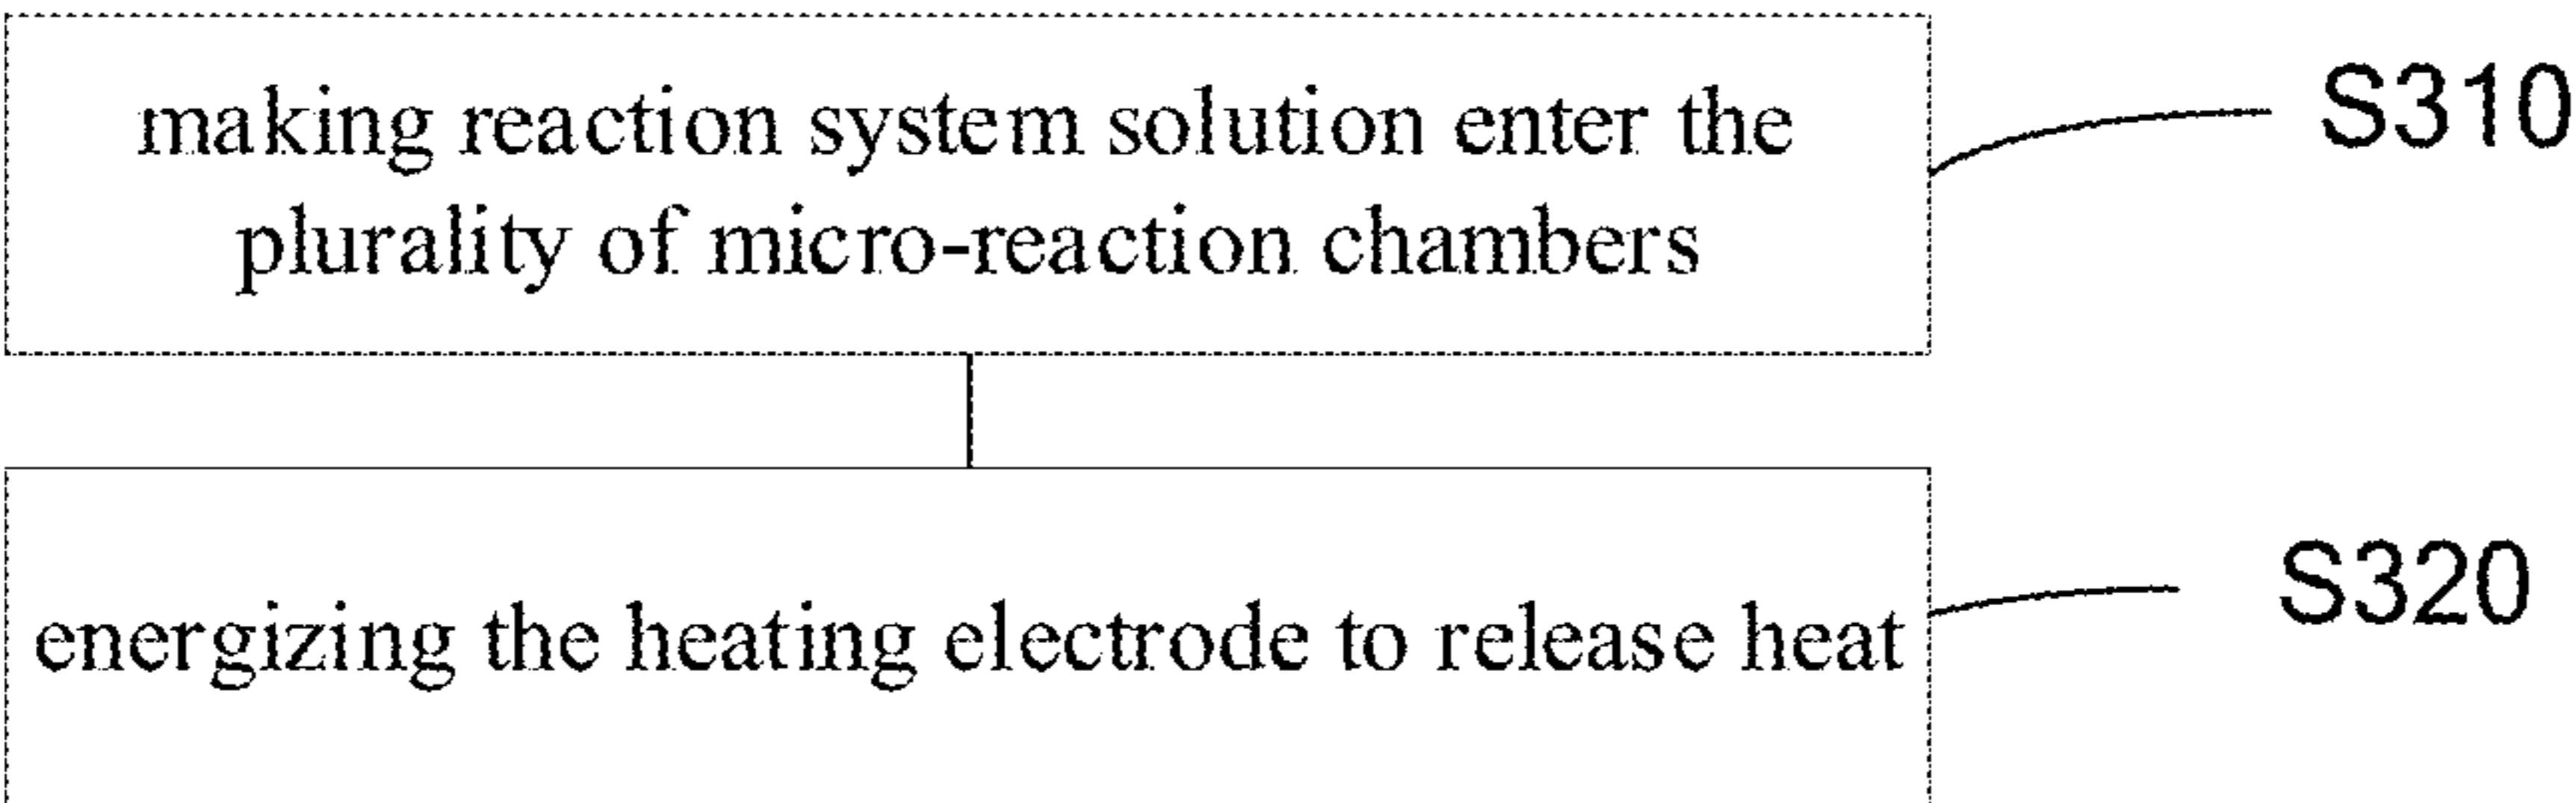 making reaction system solution enter the
plurality of micro-reaction chambers
S310
energizing the heating electrode to release heat
S320